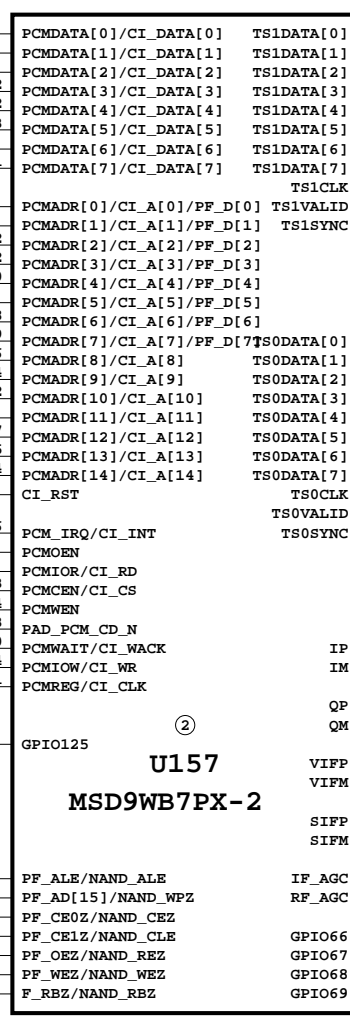 PCMDATA[0]/CI_DATA[0] TS1DATA[0]
PCMDATA[1]/CI_DATA[1] TS1DATA[1]
PCMDATA[2]/CI_DATA[2] TS1DATA[2]
PCMDATA[3]/CI_DATA[3] TS1DATA[3]
PCMDATA[4]/CI_DATA[4] TS1DATA[4]
PCMDATA[5]/CI_DATA[5] TS1DATA[5]
PCMDATA[6]/CI_DATA[6] TS1DATA[6]
PCMDATA[7]/CI_DATA[7] TS1DATA[7]
TS1CLK
PCMADR[0]/CI_A[0]/PF_D[0] TS1VALID
PCMADR[1]/CI_A[1]/PF_D[1] TS1SYNC
PCMADR[2]/CI_A[2]/PF_D[2]
PCMADR[3]/CI_A[3]/PF_D[3]
PCMADR[4]/CI_A[4]/PF_D[4]
PCMADR[5]/CI_A[5]/PF_D[5]
PCMADR[6]/CI_A[6]/PF_D[6]
PCMADR[7]/CI_A[7]/PF_D[7] TS0DATA[0]
PCMADR[8]/CI_A[8] TS0DATA[1]
PCMADR[9]/CI_A[9] TS0DATA[2]
PCMADR[10]/CI_A[10] TS0DATA[3]
PCMADR[11]/CI_A[11] TS0DATA[4]
PCMADR[12]/CI_A[12] TS0DATA[5]
PCMADR[13]/CI_A[13] TS0DATA[6]
PCMADR[14]/CI_A[14] TS0DATA[7]
CI_RST TS0CLK
TS0VALID
PCM_IRQ/CI_INT TS0SYNC
PCMOEN
PCMIOR/CI_RD
PCMCEN/CI_CS
PCMWEN
PAD_PCM_CD_N
PCMWAIT/CI_WACK IP
PCMIOW/CI_WR IM
PCMREG/CI_CLK
QP
2 QM
GPIO125
U157 VIFP
VIFM
MSD9WB7PX-2
SIFP
SIFM
PF_ALE/NAND_ALE IF_AGC
PF_AD[15]/NAND_WPZ RF_AGC
PF_CE0Z/NAND_CEZ
PF_CE1Z/NAND_CLE GPIO66
PF_OEZ/NAND_REZ GPIO67
PF_WEZ/NAND_WEZ GPIO68
F_RBZ/NAND_RBZ GPIO69